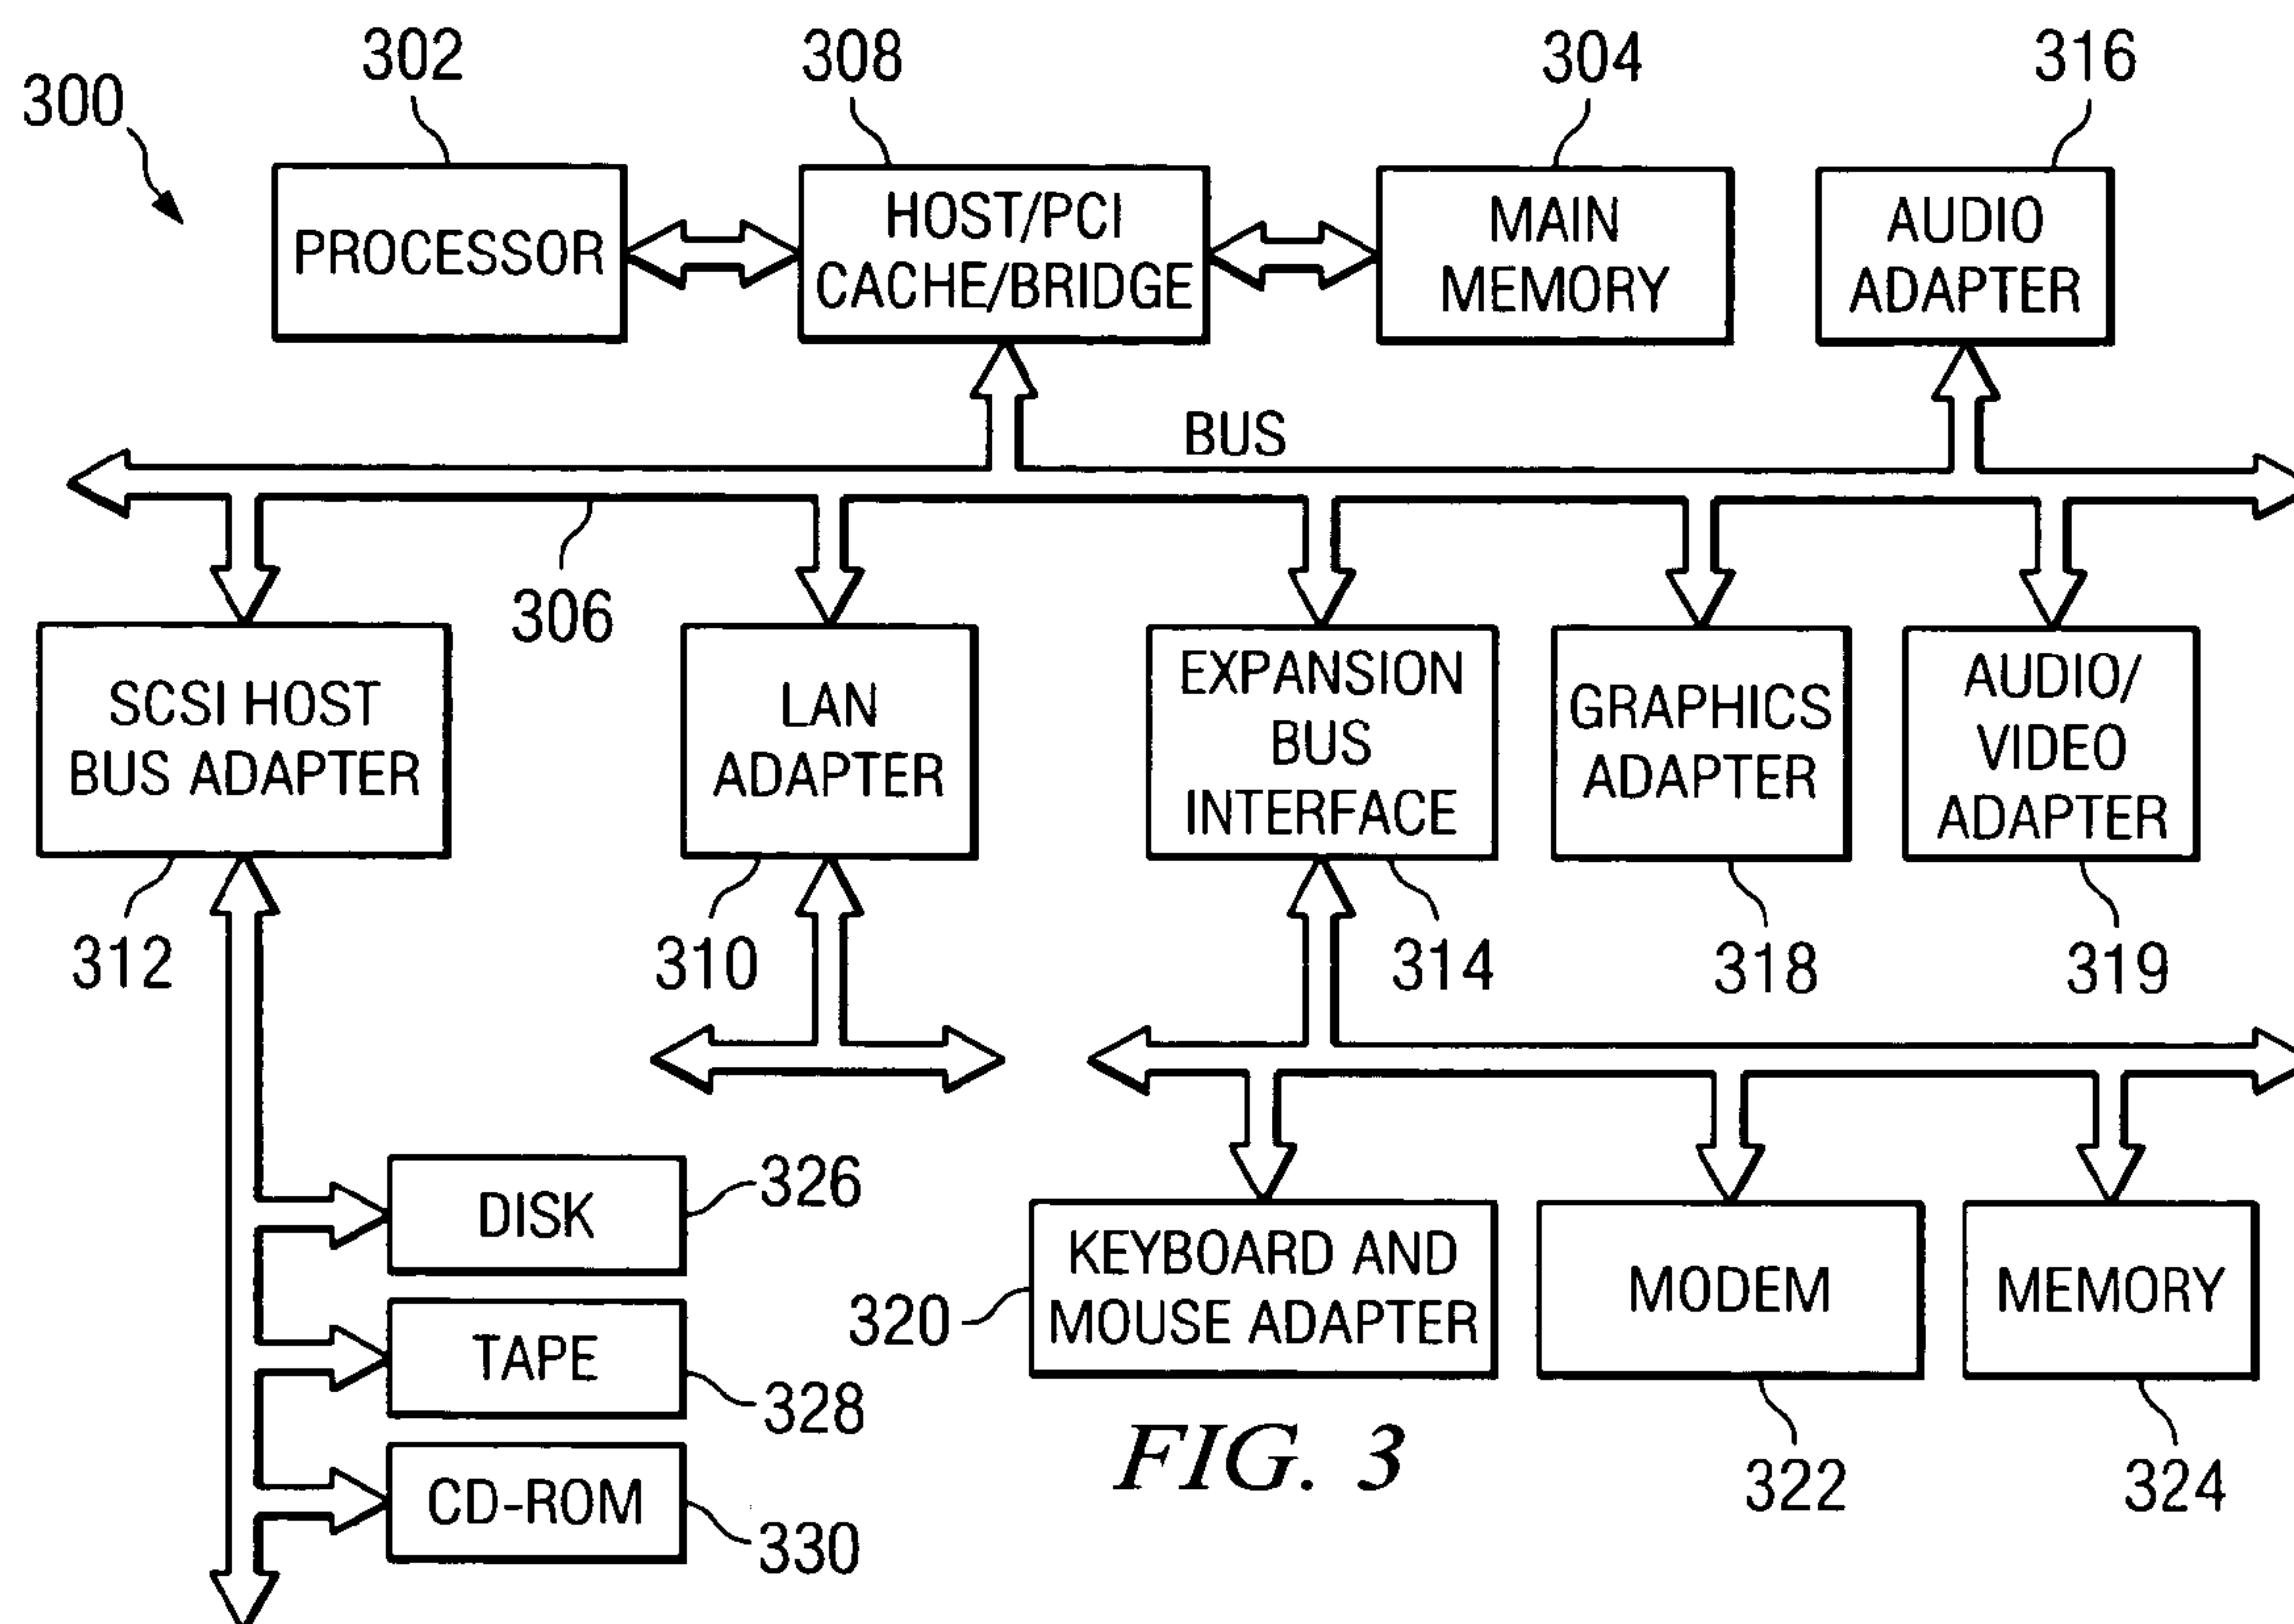 300
302
308
304
316
PROCESSOR
HOST/PCI
CACHE/BRIDGE
MAIN
MEMORY
AUDIO
ADAPTER
BUS
306
SCSI HOST
BUS ADAPTER
LAN
ADAPTER
EXPANSION
BUS
INTERFACE
GRAPHICS
ADAPTER
AUDIO/
VIDEO
ADAPTER
312
310
314
318
319
DISK
326
TAPE
328
CD-ROM
330
320
KEYBOARD AND
MOUSE ADAPTER
MODEM
MEMORY
322
324
FIG. 3